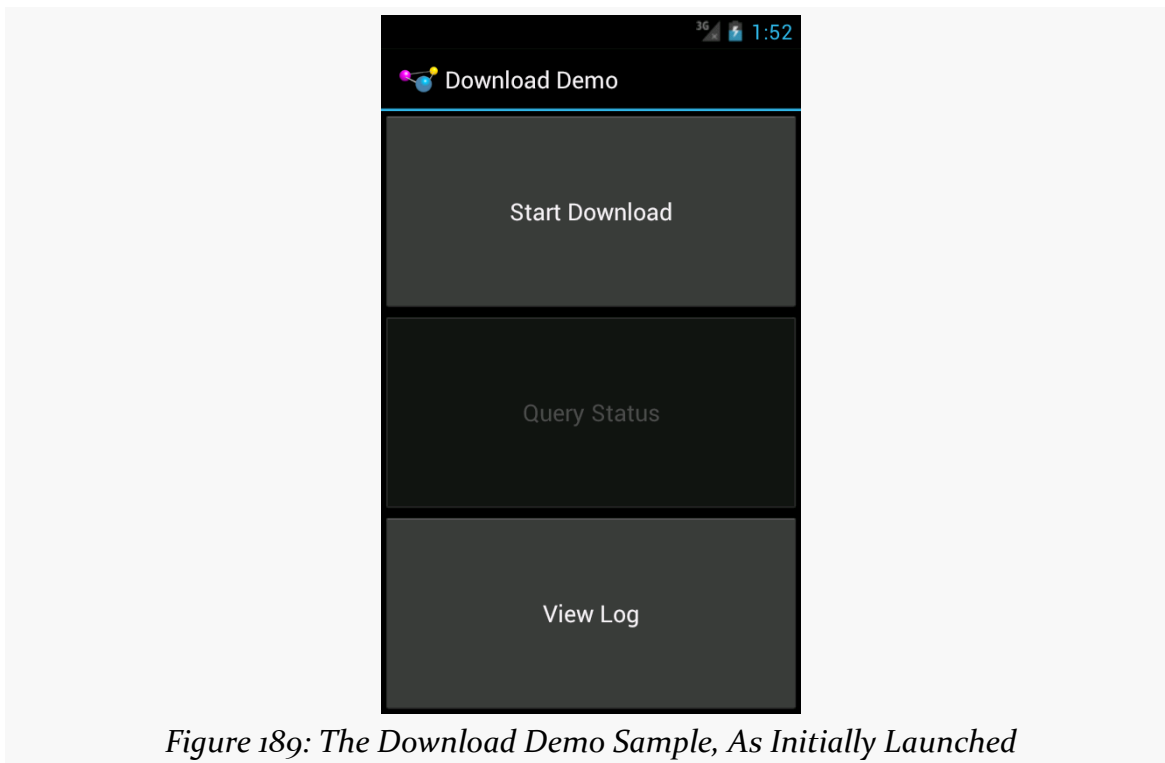 3G 1:52
Download Demo
Start Download
Query Status
View Log
Figure 189: The Download Demo Sample, As Initially Launched